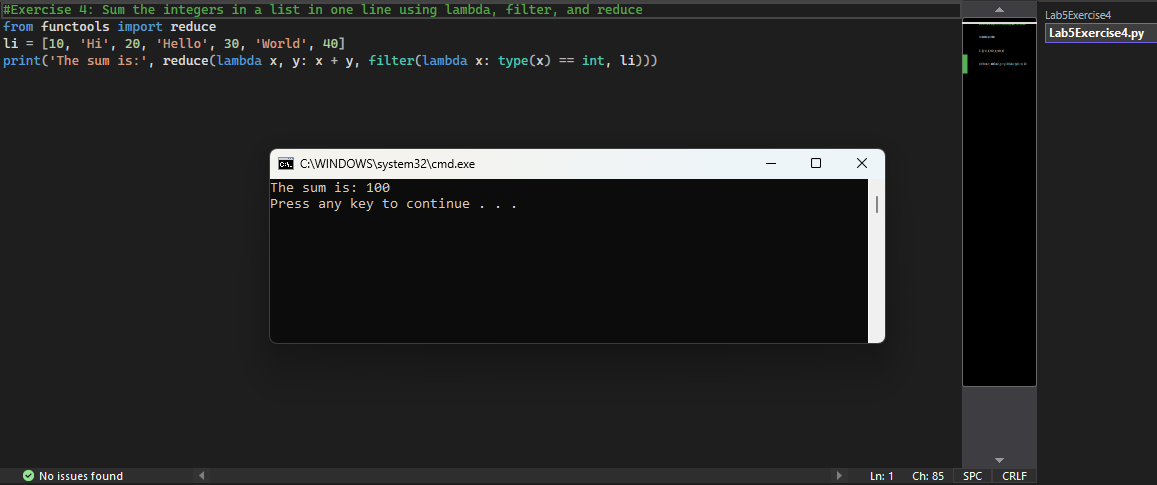 #Exercise 4: Sum the integers in a list in one line using lambda, filter, and reduce
from functools import reduce
li = [10, 'Hi', 20, 'Hello', 30, 'World', 40]
print('The sum is:', reduce(lambda x, y: x + y, filter(lambda x: type(x) == int, li)))
Lab5Exercise4
Lab5Exercise4.py
C:\WINDOWS\system32\cmd.exe
The sum is: 100
Press any key to continue . . .
No issues found
Ln: 1 Ch: 85 SPC CRLF